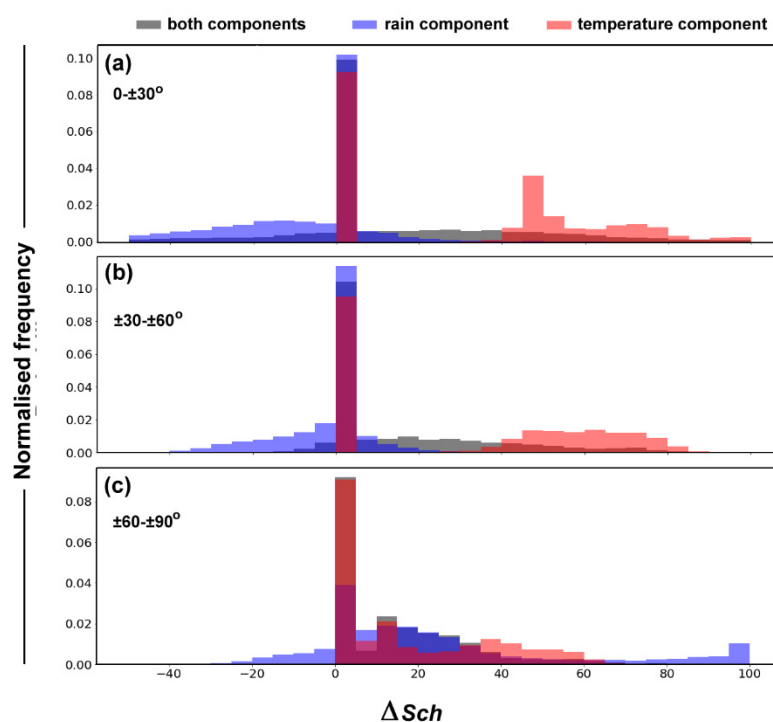 both components rain component temperature component
(a)
0-±30°
0.10
0.08
0.06
0.04
0.02
0.00
(b)
±30-±60°
0.10
0.08
0.06
0.04
0.02
0.00
(c)
±60-±90°
0.08
0.06
0.04
0.02
0.00
−40 −20 0 20 40 60 80 100
Normalised frequency
ΔSch